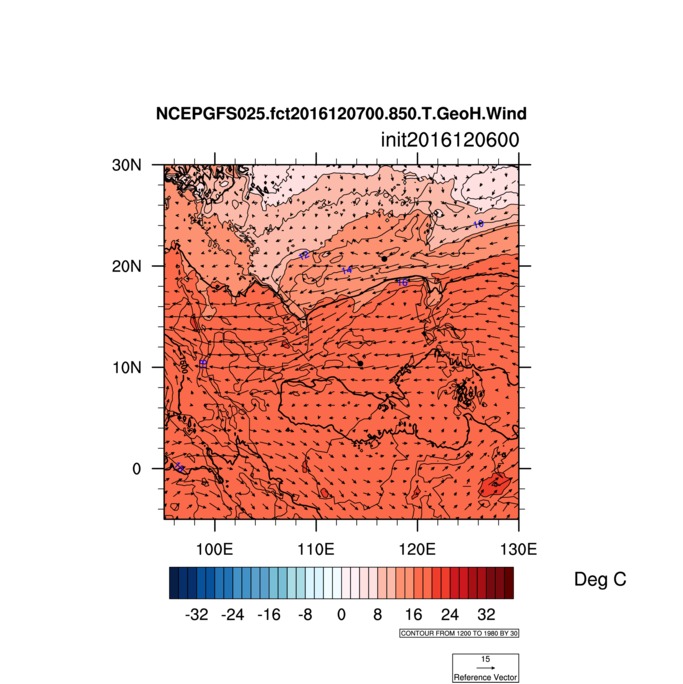 NCEPGFS025.fct2016120700.850.T.GeoH.Wind
init2016120600
30N
20N
10N
0
100E 110E 120E 130E
-32 -24 -16 -8 0 8 16 24 32
Deg C
CONTOUR FROM 1200 TO 1980 BY 30
15
Reference Vector